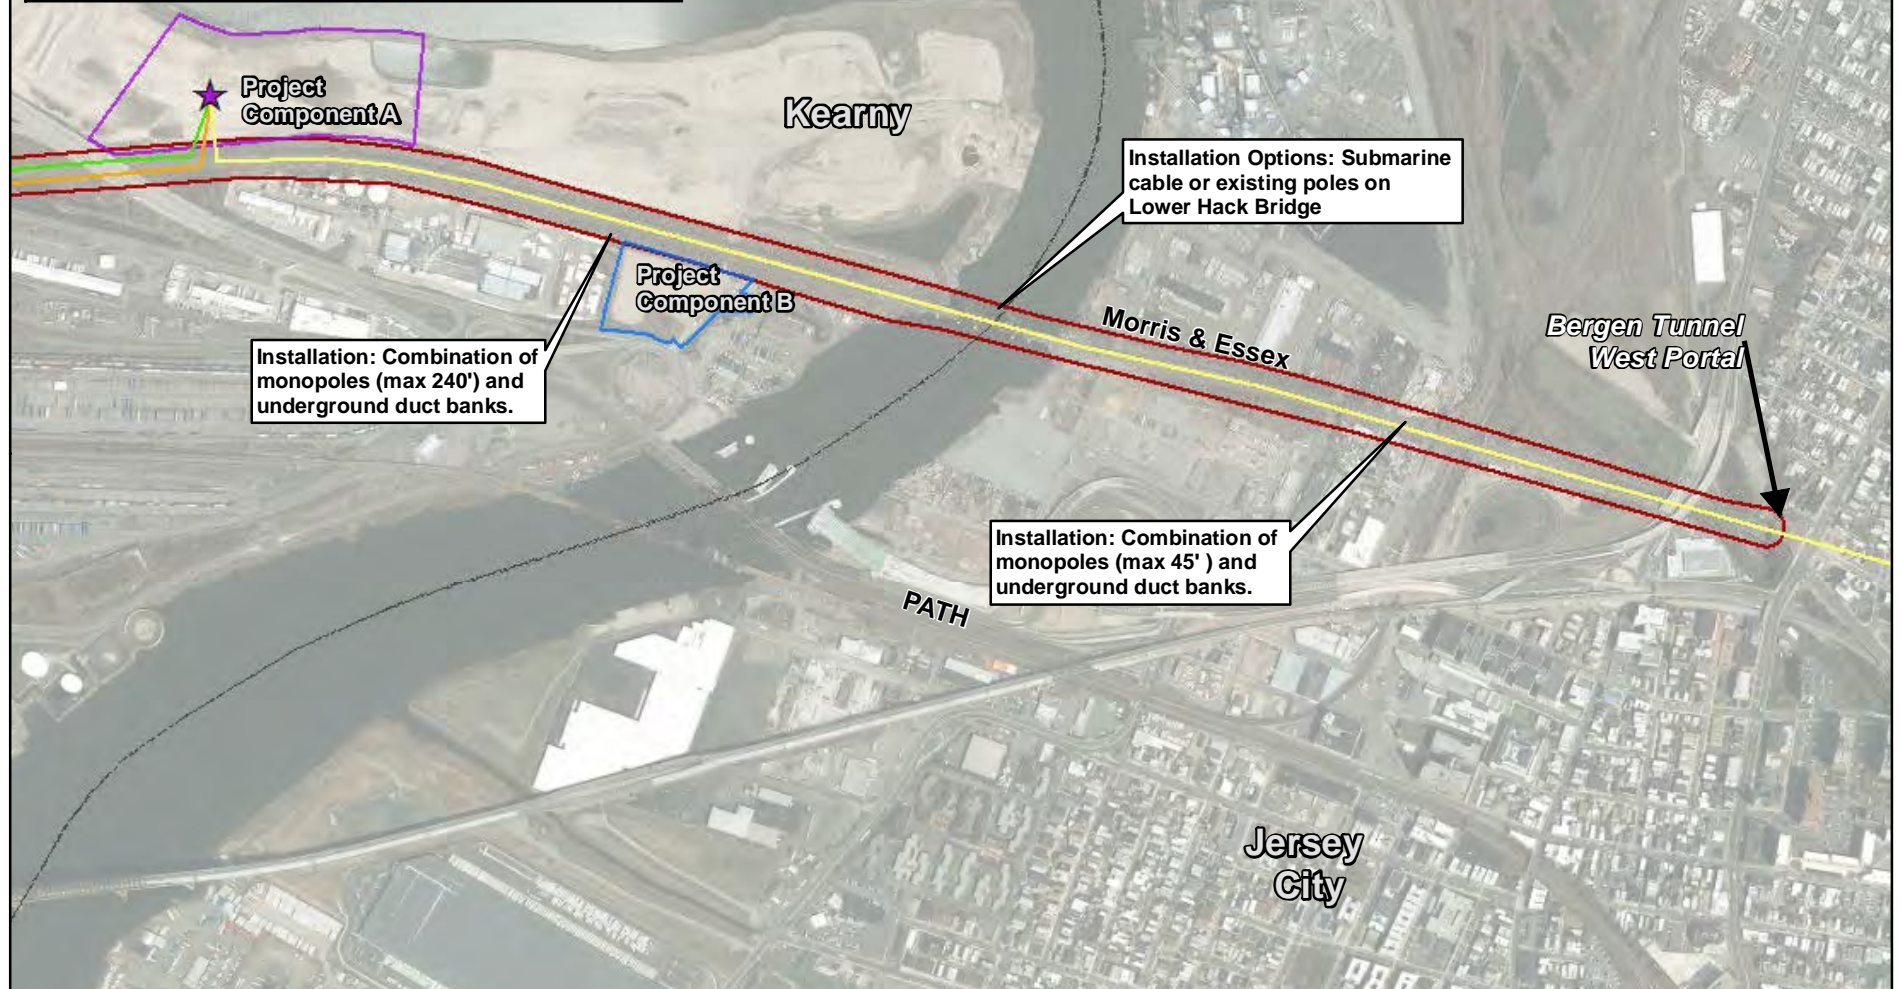 Project
Component A
Kearny
Installation Options: Submarine
cable or existing poles on
Lower Hack Bridge
Project
Component B
Morris & Essex
Bergen Tunnel
West Portal
Installation: Combination of
monopoles (max 240') and
underground duct banks.
Installation: Combination of
monopoles (max 45' ) and
underground duct banks.
PATH
Jersey
City